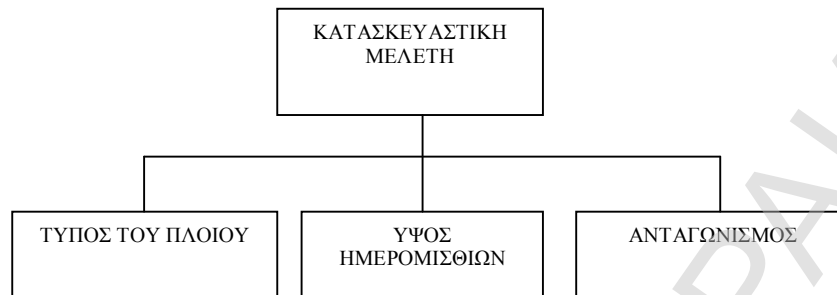 ΚΑΤΑΣΚΕΥΑΣΤΙΚΗ
ΜΕΛΕΤΗ
ΤΥΠΟΣ ΤΟΥ ΠΛΟΙΟΥ
ΥΨΟΣ
ΗΜΕΡΟΜΙΣΘΙΩΝ
ΑΝΤΑΓΩΝΙΣΜΟΣ